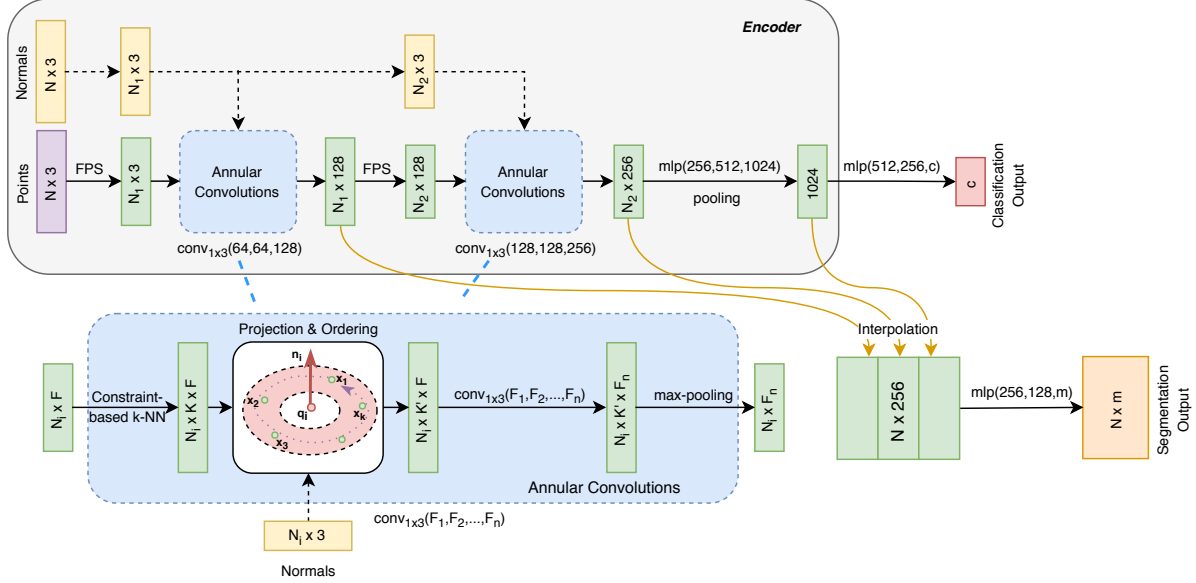 Encoder
Normals
N x 3
N₁ x 3
N₂ x 3
Points
N x 3
FPS
N₁ x 3
Annular
Convolutions
N₁ x 128
FPS
N₂ x 128
Annular
Convolutions
N₂ x 256
mlp(256,512,1024)
pooling
1024
mlp(512,256,c)
c
Classification
Output
conv₁ₓ₃(64,64,128)
conv₁ₓ₃(128,128,256)
Projection & Ordering
Interpolation
Nᵢ x F
Constraint-
based k-NN
Nᵢ x K x F
nᵢ
x₁
x₂
qᵢ
xₖ
x₃
Nᵢ x K' x F
conv₁ₓ₃(F₁,F₂,...,Fₙ)
Nᵢ x K' x Fₙ
max-pooling
Nᵢ x Fₙ
N x 256
mlp(256,128,m)
N x m
Segmentation
Output
Annular Convolutions
conv₁ₓ₃(F₁,F₂,...,Fₙ)
Nᵢ x 3
Normals